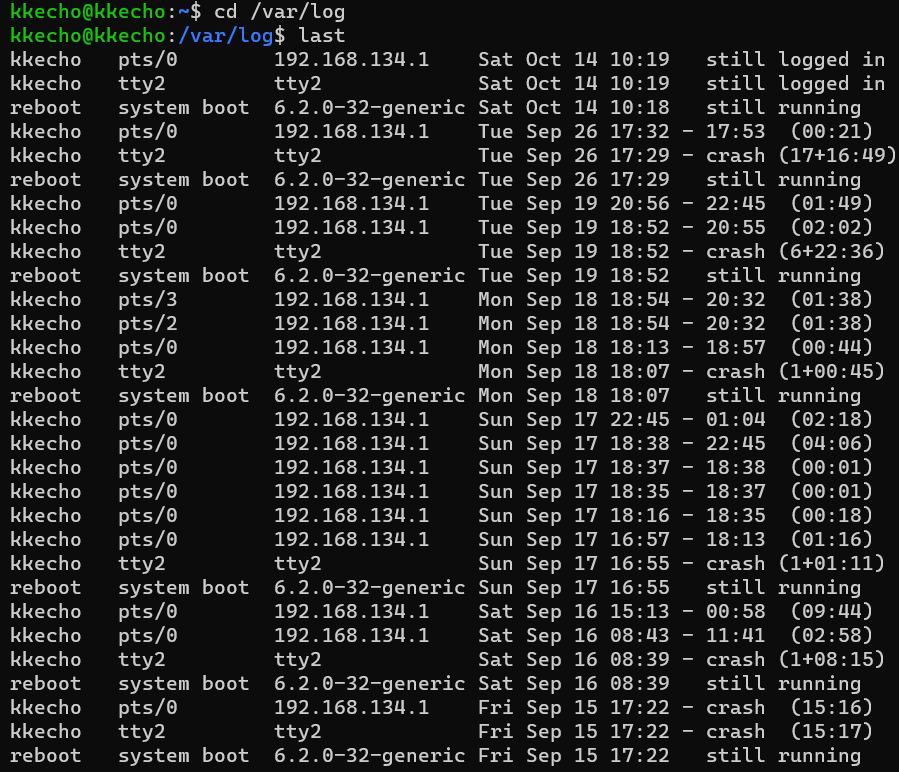 kkecho@kkecho:~$ cd /var/log
kkecho@kkecho:/var/log$ last
kkecho   pts/0        192.168.134.1    Sat Oct 14 10:19   still logged in
kkecho   tty2         tty2             Sat Oct 14 10:19   still logged in
reboot   system boot  6.2.0-32-generic Sat Oct 14 10:18   still running
kkecho   pts/0        192.168.134.1    Tue Sep 26 17:32 - 17:53  (00:21)
kkecho   tty2         tty2             Tue Sep 26 17:29 - crash (17+16:49)
reboot   system boot  6.2.0-32-generic Tue Sep 26 17:29   still running
kkecho   pts/0        192.168.134.1    Tue Sep 19 20:56 - 22:45  (01:49)
kkecho   pts/0        192.168.134.1    Tue Sep 19 18:52 - 20:55  (02:02)
kkecho   tty2         tty2             Tue Sep 19 18:52 - crash (6+22:36)
reboot   system boot  6.2.0-32-generic Tue Sep 19 18:52   still running
kkecho   pts/3        192.168.134.1    Mon Sep 18 18:54 - 20:32  (01:38)
kkecho   pts/2        192.168.134.1    Mon Sep 18 18:54 - 20:32  (01:38)
kkecho   pts/0        192.168.134.1    Mon Sep 18 18:13 - 18:57  (00:44)
kkecho   tty2         tty2             Mon Sep 18 18:07 - crash (1+00:45)
reboot   system boot  6.2.0-32-generic Mon Sep 18 18:07   still running
kkecho   pts/0        192.168.134.1    Sun Sep 17 22:45 - 01:04  (02:18)
kkecho   pts/0        192.168.134.1    Sun Sep 17 18:38 - 22:45  (04:06)
kkecho   pts/0        192.168.134.1    Sun Sep 17 18:37 - 18:38  (00:01)
kkecho   pts/0        192.168.134.1    Sun Sep 17 18:35 - 18:37  (00:01)
kkecho   pts/0        192.168.134.1    Sun Sep 17 18:16 - 18:35  (00:18)
kkecho   pts/0        192.168.134.1    Sun Sep 17 16:57 - 18:13  (01:16)
kkecho   tty2         tty2             Sun Sep 17 16:55 - crash (1+01:11)
reboot   system boot  6.2.0-32-generic Sun Sep 17 16:55   still running
kkecho   pts/0        192.168.134.1    Sat Sep 16 15:13 - 00:58  (09:44)
kkecho   pts/0        192.168.134.1    Sat Sep 16 08:43 - 11:41  (02:58)
kkecho   tty2         tty2             Sat Sep 16 08:39 - crash (1+08:15)
reboot   system boot  6.2.0-32-generic Sat Sep 16 08:39   still running
kkecho   pts/0        192.168.134.1    Fri Sep 15 17:22 - crash  (15:16)
kkecho   tty2         tty2             Fri Sep 15 17:22 - crash  (15:17)
reboot   system boot  6.2.0-32-generic Fri Sep 15 17:22   still running